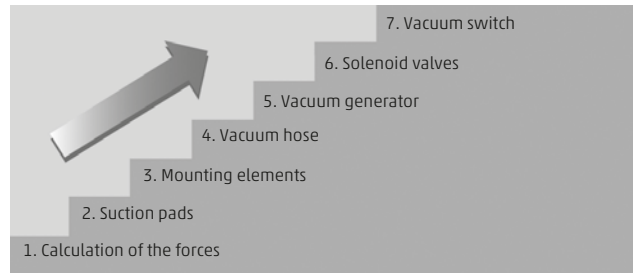 7. Vacuum switch
6. Solenoid valves
5. Vacuum generator
4. Vacuum hose
3. Mounting elements
2. Suction pads
1. Calculation of the forces